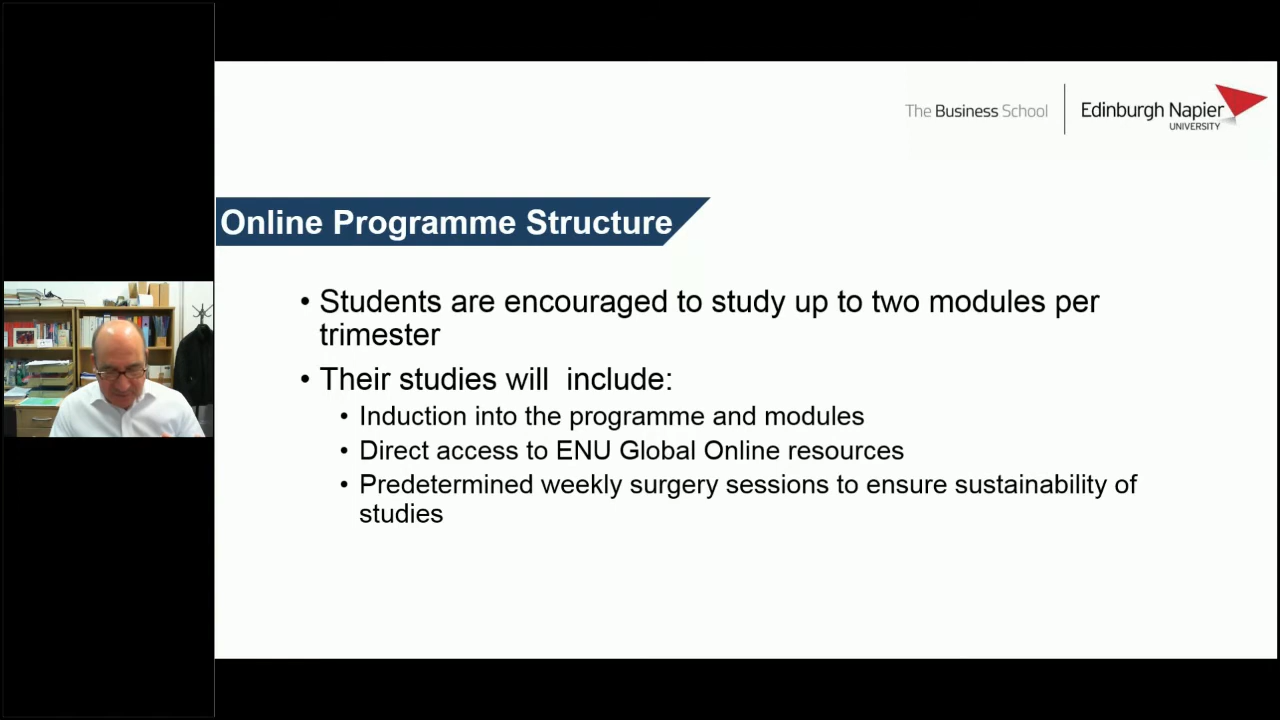 The Business School
Edinburgh Napier
UNIVERSITY
Online Programme Structure
• Students are encouraged to study up to two modules per
trimester
• Their studies will  include:
• Induction into the programme and modules
• Direct access to ENU Global Online resources
• Predetermined weekly surgery sessions to ensure sustainability of
studies